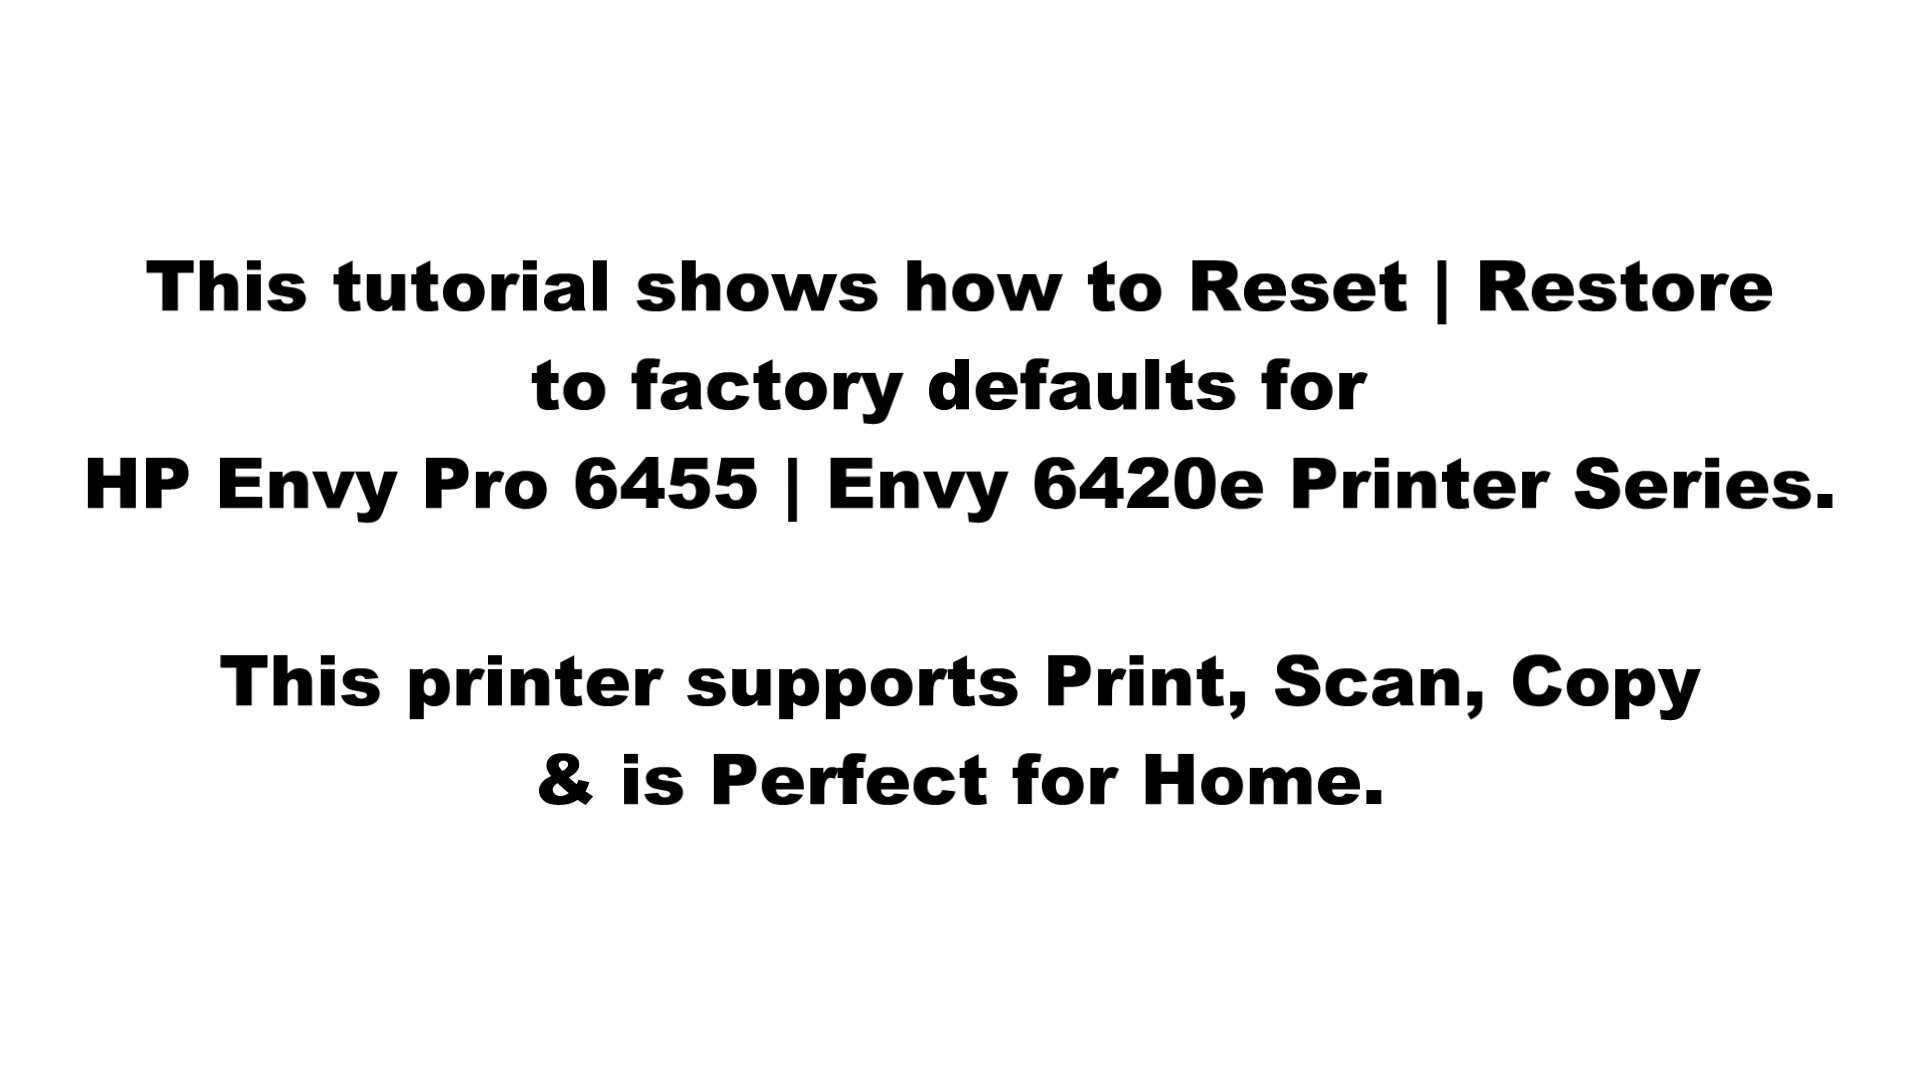 This tutorial shows how to Reset | Restore
to factory defaults for
HP Envy Pro 6455 | Envy 6420e Printer Series.
This printer supports Print, Scan, Copy
& is Perfect for Home.